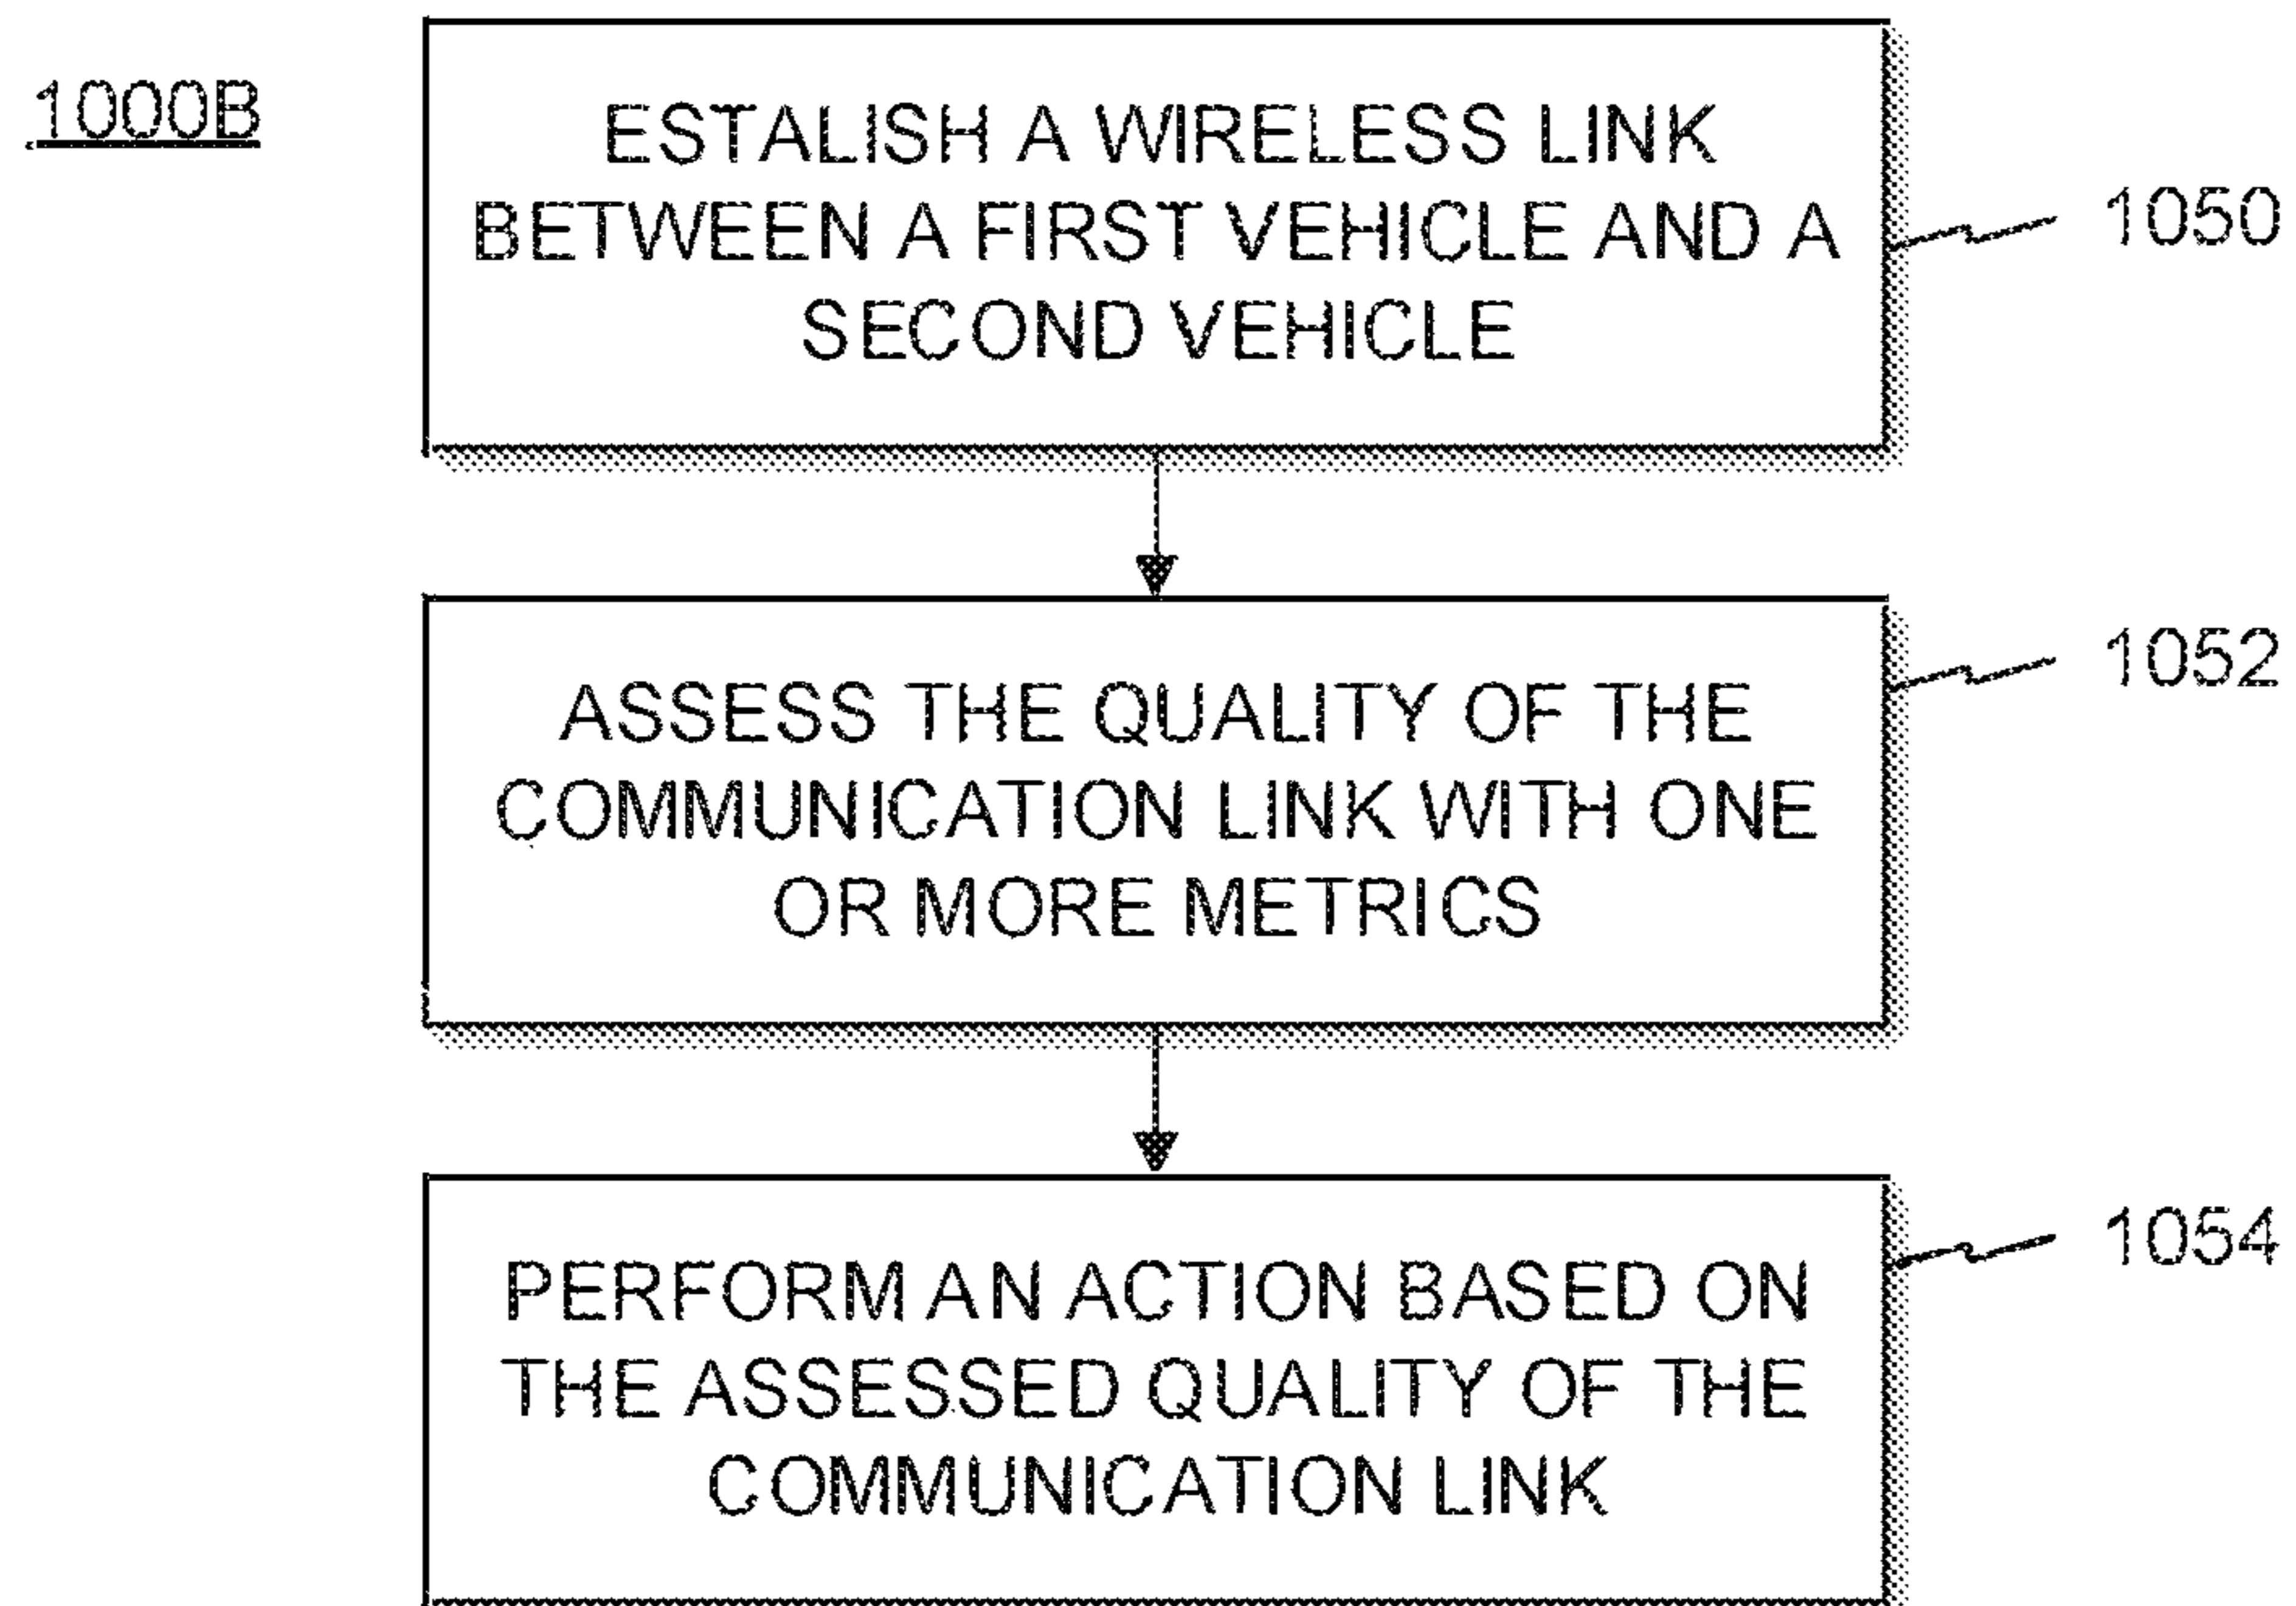 1000B
ESTALISH A WIRELESS LINK
BETWEEN A FIRST VEHICLE AND A
SECOND VEHICLE
1050
ASSESS THE QUALITY OF THE
COMMUNICATION LINK WITH ONE
OR MORE METRICS
1052
PERFORM AN ACTION BASED ON
THE ASSESSED QUALITY OF THE
COMMUNICATION LINK
1054